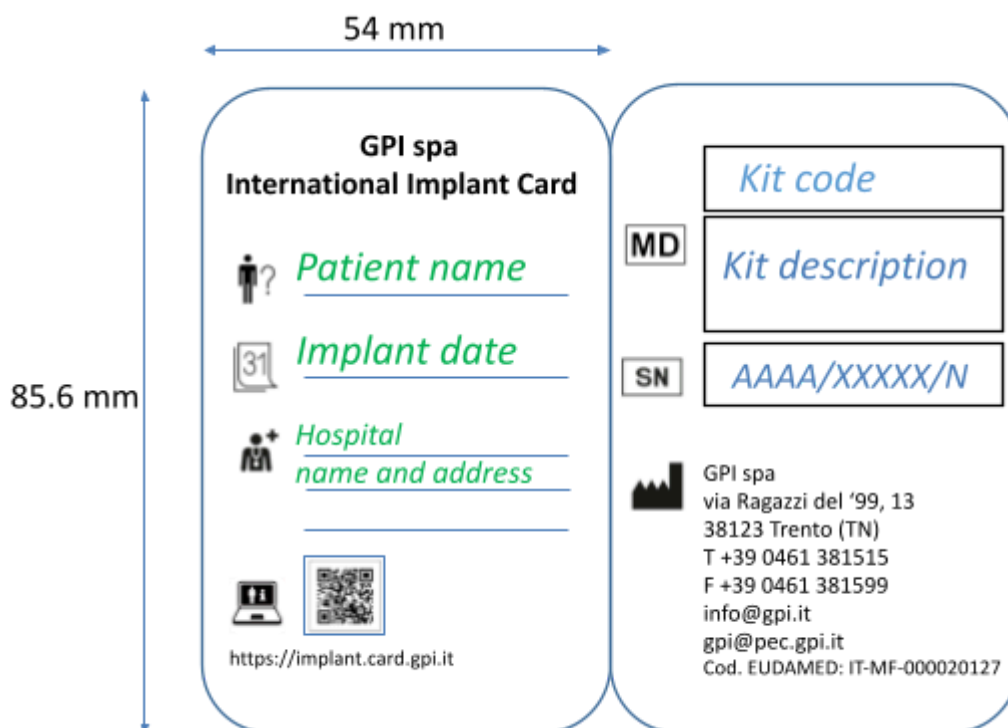 54 mm
85.6 mm
GPI spa
International Implant Card
?
Patient name
31
Implant date
Hospital
name and address
https://implant.card.gpi.it
Kit code
MD
Kit description
SN
AAAA/XXXXX/N
GPI spa
via Ragazzi del ‘99, 13
38123 Trento (TN)
T +39 0461 381515
F +39 0461 381599
info@gpi.it
gpi@pec.gpi.it
Cod. EUDAMED: IT-MF-000020127